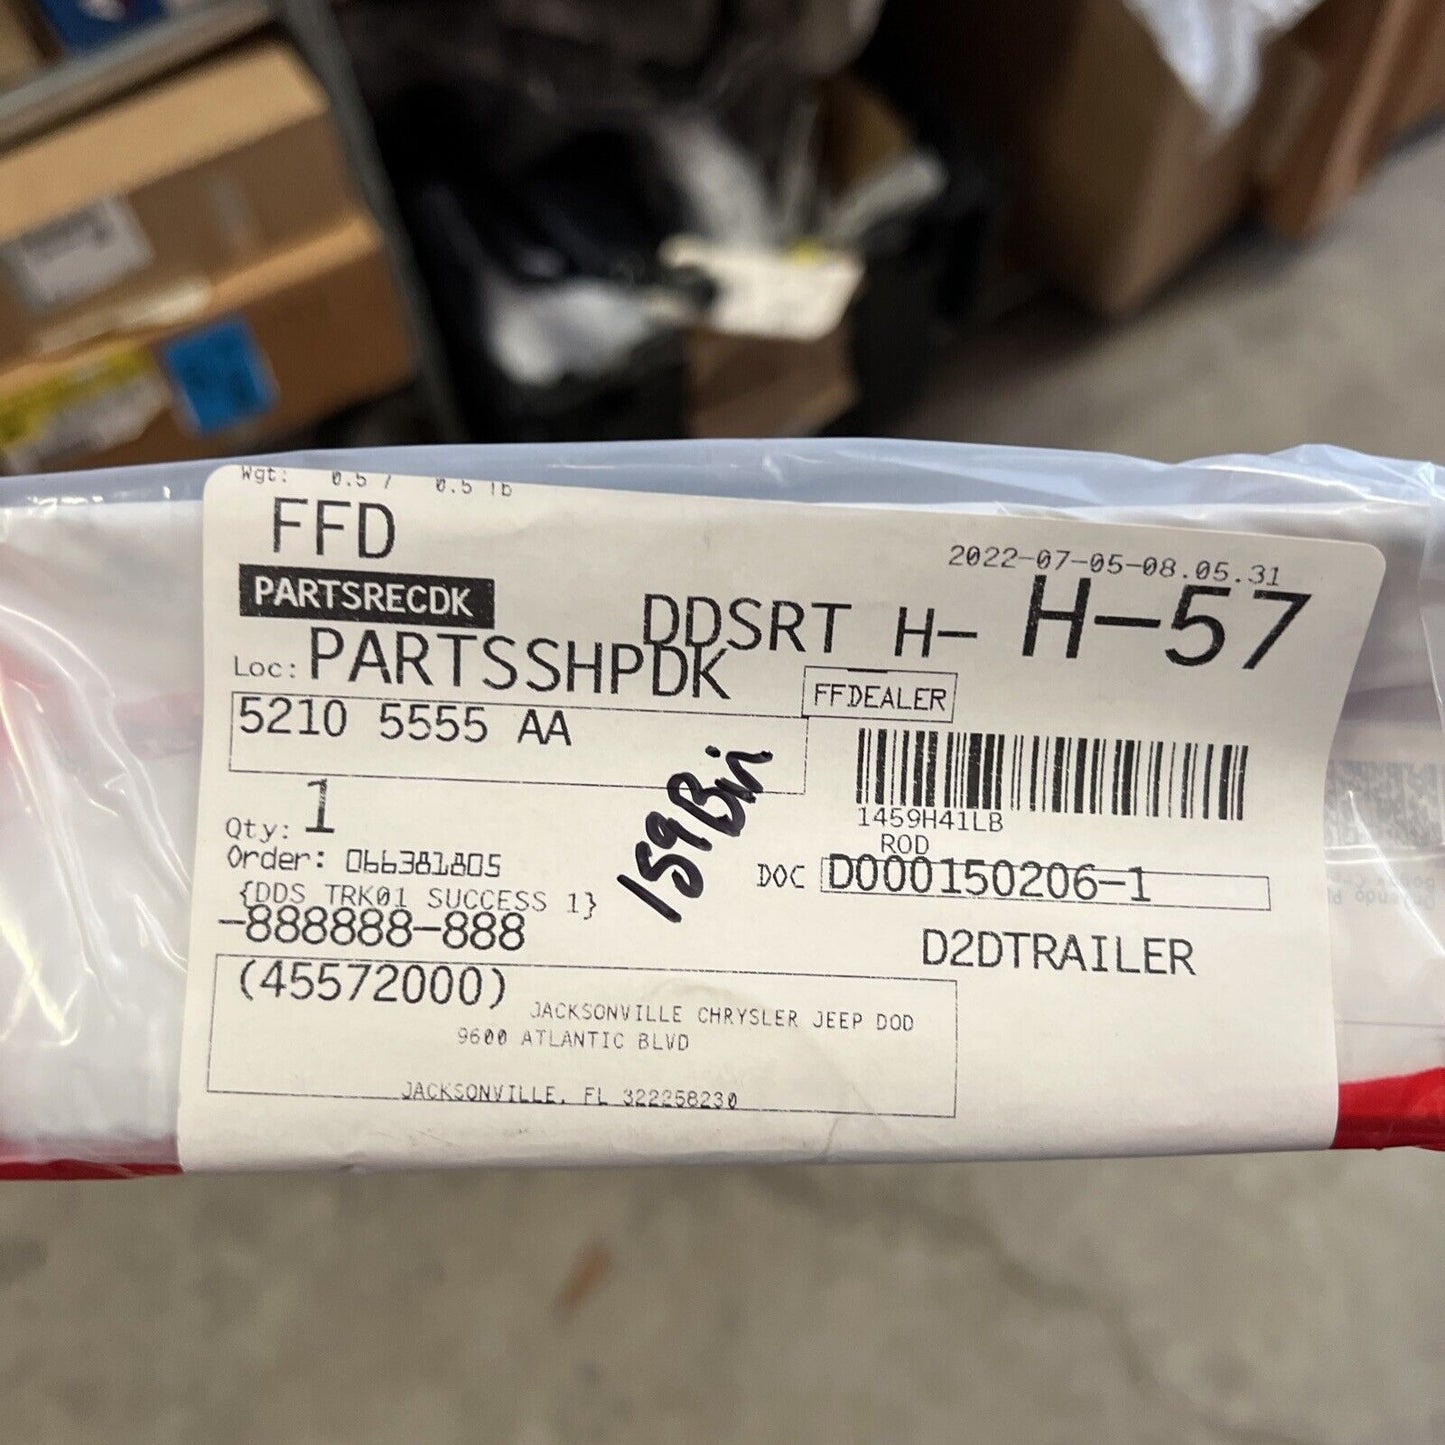 Wgt: 0.5 / 0.5 lb
FFD
2022-07-05-08.05.31
PARTSRECDK
DDSRT H- H-57
Loc: PARTSSHPDK
FFDEALER
5210 5555 AA
159 Bin
Qty: 1
1459H41LB
ROD
Order: 066381805
DOC D000150206-1
{DDS TRK01 SUCCESS 1}
-888888-888
D2DTRAILER
(45572000)
JACKSONVILLE CHRYSLER JEEP DOD
9600 ATLANTIC BLVD
JACKSONVILLE, FL 322258230